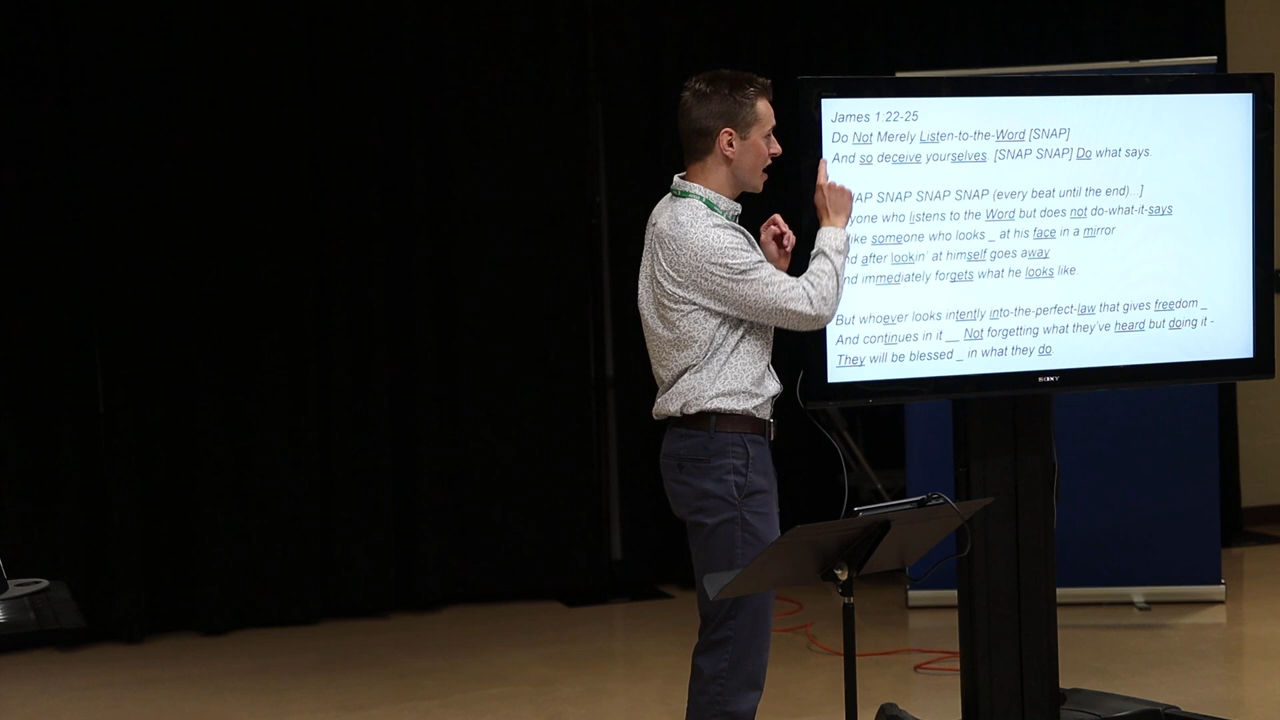 James 1:22-25
Do Not Merely Listen-to-the-Word [SNAP]
And so deceive yourselves. [SNAP SNAP] Do what says.
SNAP SNAP SNAP (every beat until the end)...]
who listens to the Word but does not do-what-it-says
like someone who looks _ at his face in a mirror
after lookin' at himself goes away
immediately forgets what he looks like.
But whoever looks intently into-the-perfect-law that gives freedom _
And continues in it __ Not forgetting what they've heard but doing it -
They will be blessed _ in what they do.
SONY